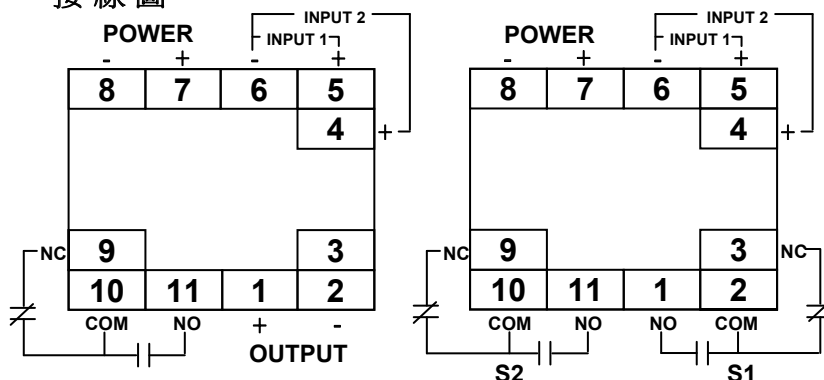 接線圖
INPUT 2
POWER
INPUT 1
- + - +
8 7 6 5
4 +
NC 9 3
10 11 1 2
COM NO + -
OUTPUT
INPUT 2
POWER
INPUT 1
- + - +
8 7 6 5
4 +
NC 9 3 NC
10 11 1 2
COM NO NO COM
S2 S1